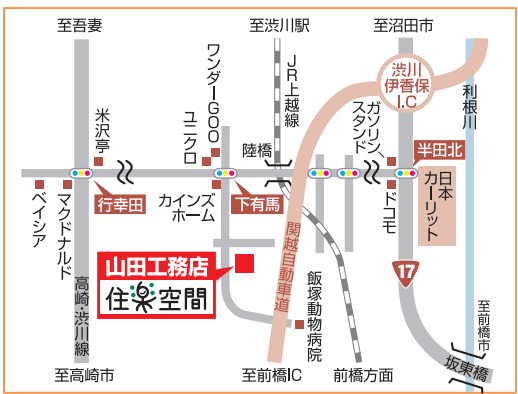 至吾妻
至渋川駅
至沼田市
渋川
伊香保
I.C
利根川
ワンダーGOO
ユニクロ
JR上越線
ガソリン
スタンド
米沢亭
陸橋
半田北
行幸田
カインズ
ホーム
下有馬
ドコモ
日本
カーリット
ベイシア
マクドナルド
関越自動車道
山田工務店
住楽空間
17
高崎・渋川線
飯塚動物病院
至前橋市
坂東橋
至高崎市
至前橋IC
前橋方面